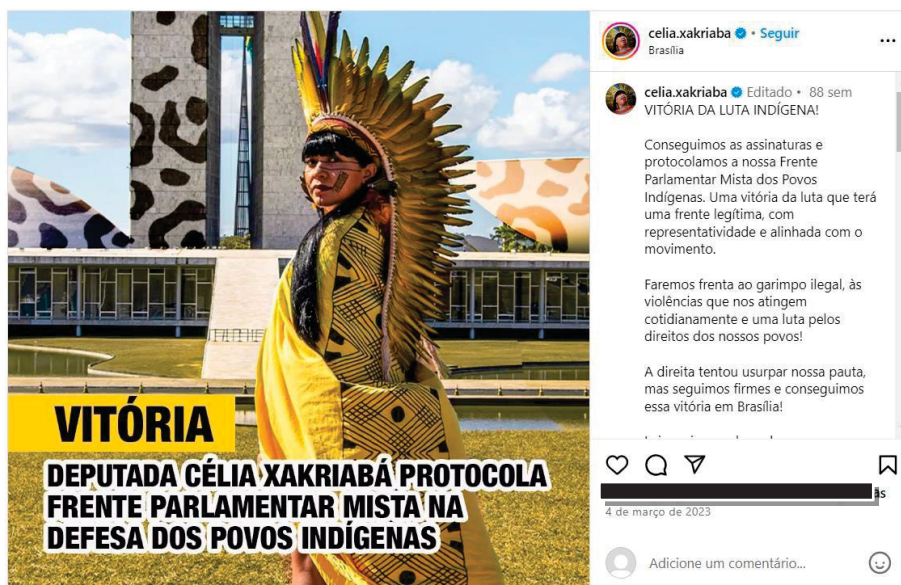 VITÓRIA
DEPUTADA CÉLIA XAKRIABÁ PROTOCOLA
FRENTE PARLAMENTAR MISTA NA
DEFESA DOS POVOS INDÍGENAS
celia.xakriaba • Seguir
Brasília
celia.xakriaba Editado • 88 sem
VITÓRIA DA LUTA INDÍGENA!
Conseguimos as assinaturas e
protocolamos a nossa Frente
Parlamentar Mista dos Povos
Indígenas. Uma vitória da luta que terá
uma frente legítima, com
representatividade e alinhada com o
movimento.
Faremos frenta ao garimpo ilegal, às
violências que nos atingem
cotidianamente e uma luta pelos
direitos dos nossos povos!
A direita tentou usurpar nossa pauta,
mas seguimos firmes e conseguimos
essa vitória em Brasília!
4 de março de 2023
Adicione um comentário...